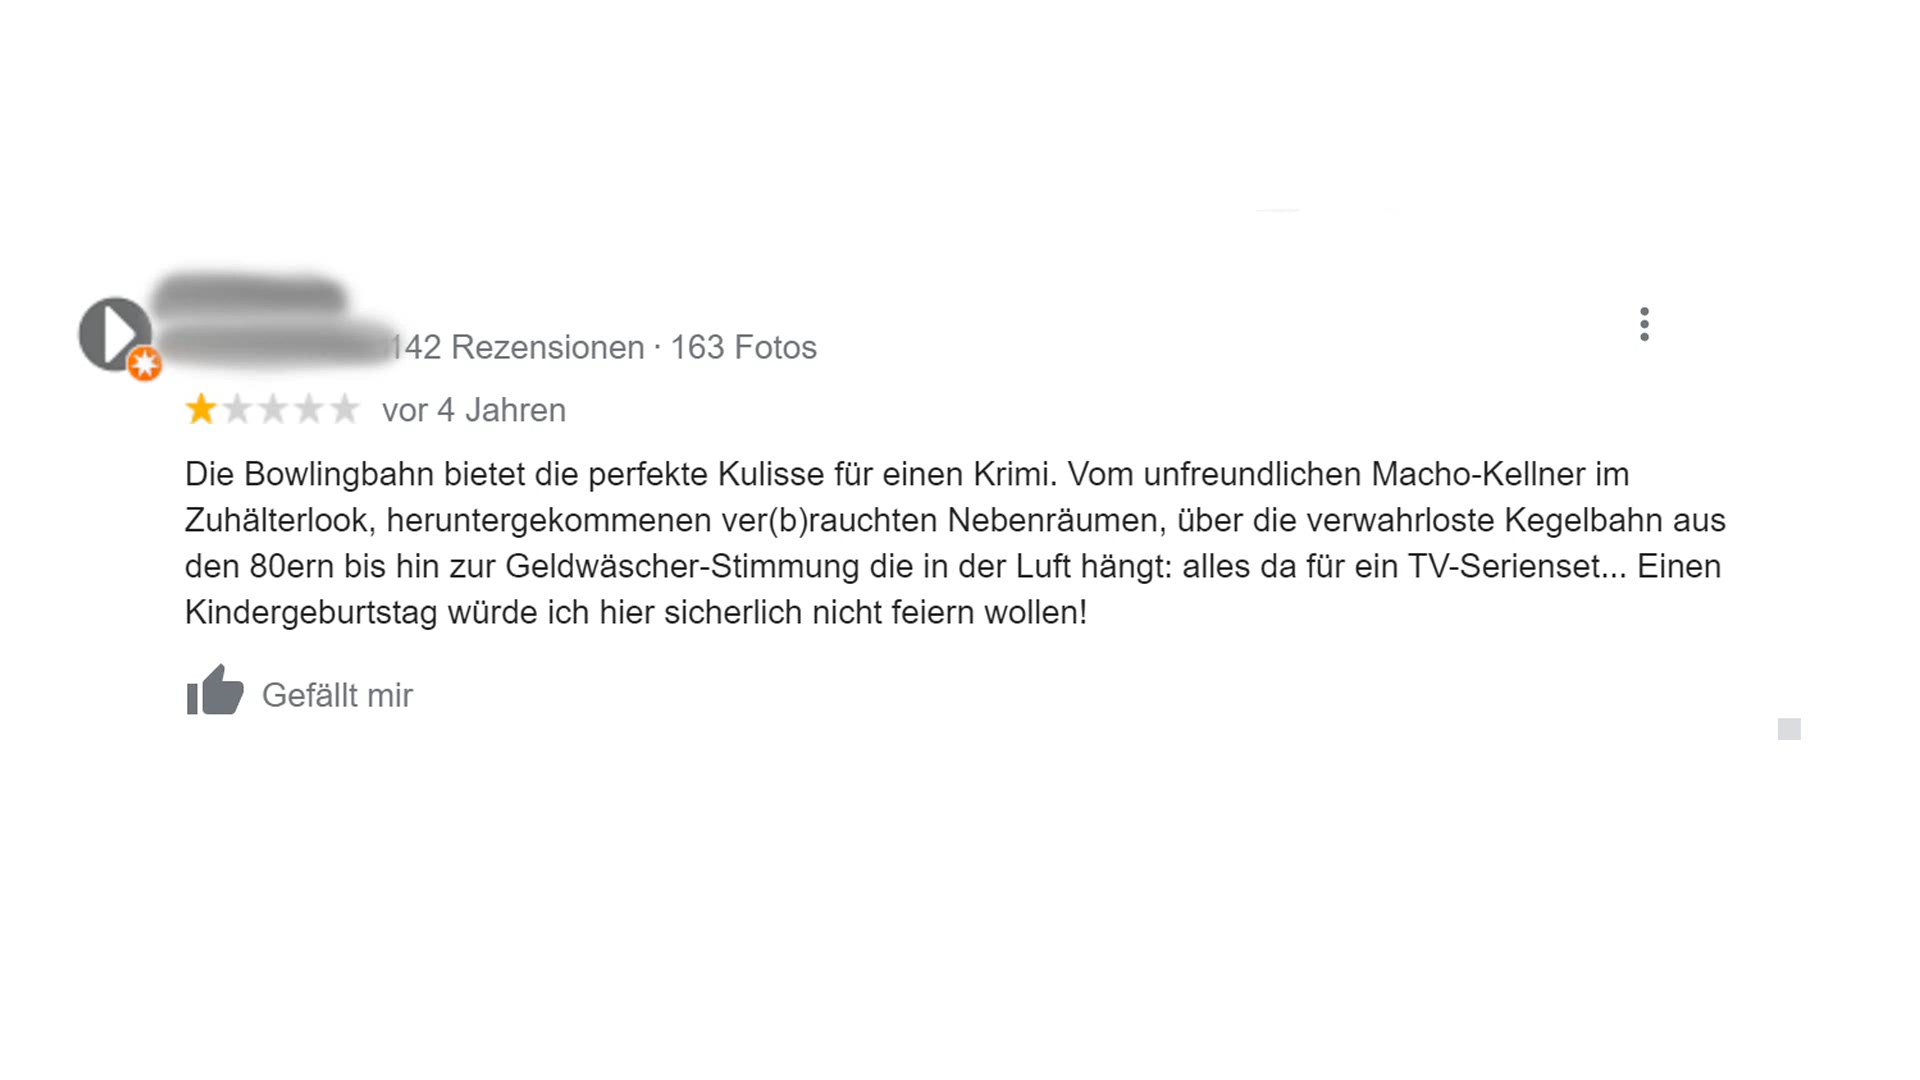 142 Rezensionen · 163 Fotos
vor 4 Jahren
Die Bowlingbahn bietet die perfekte Kulisse für einen Krimi. Vom unfreundlichen Macho-Kellner im
Zuhälterlook, heruntergekommenen ver(b)rauchten Nebenräumen, über die verwahrloste Kegelbahn aus
den 80ern bis hin zur Geldwäscher-Stimmung die in der Luft hängt: alles da für ein TV-Serienset... Einen
Kindergeburtstag würde ich hier sicherlich nicht feiern wollen!
Gefällt mir